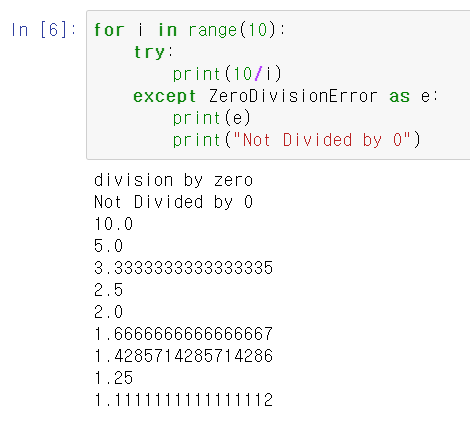 In [6]: for i in range(10):
    try:
        print(10/i)
    except ZeroDivisionError as e:
        print(e)
        print("Not Divided by 0")
division by zero
Not Divided by 0
10.0
5.0
3.3333333333333335
2.5
2.0
1.6666666666666667
1.4285714285714286
1.25
1.1111111111111112